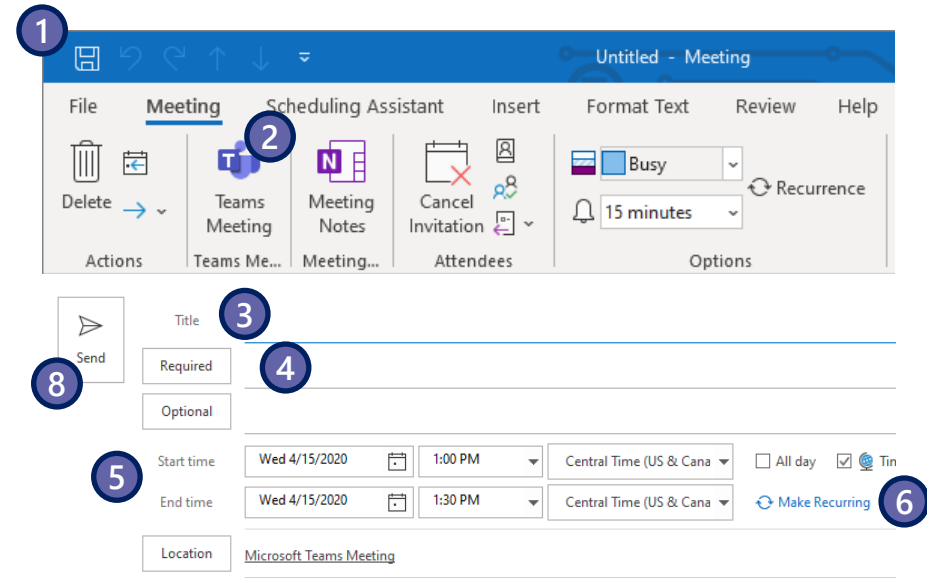 1
Untitled - Meeting
File Meeting Scheduling Assistant Insert Format Text Review Help
2
Delete
Teams Meeting
Meeting Notes
Cancel Invitation
Busy
15 minutes
Recurrence
Actions Teams Me... Meeting... Attendees Options
Title 3
Send
8
Required 4
Optional
5
Start time Wed 4/15/2020 1:00 PM Central Time (US & Cana All day Tin
End time Wed 4/15/2020 1:30 PM Central Time (US & Cana Make Recurring 6
Location Microsoft Teams Meeting